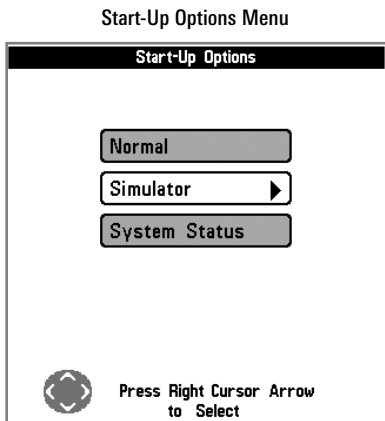 Start-Up Options Menu
Start-Up Options
Normal
Simulator
System Status
Press Right Cursor Arrow
to Select